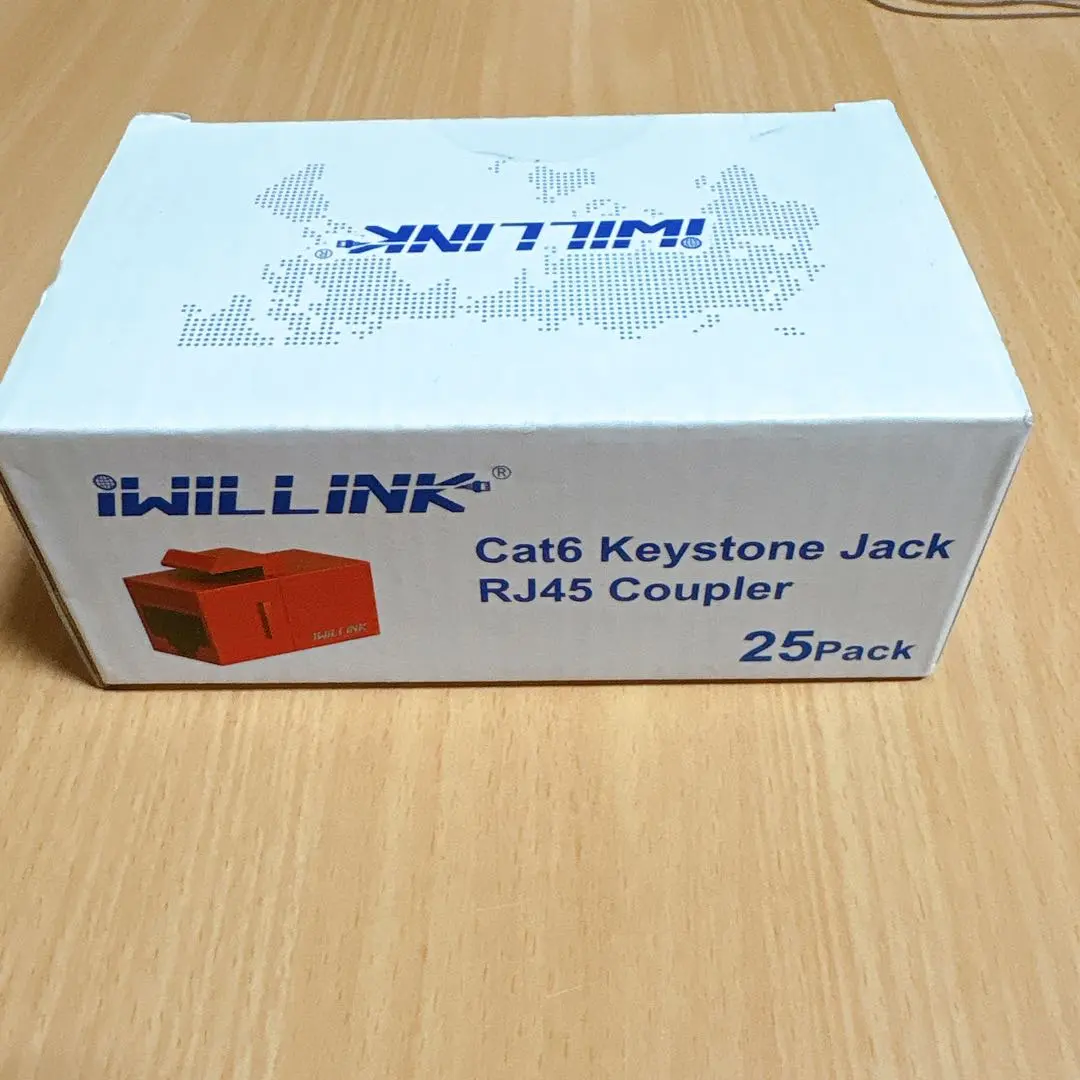 iWILLINK®
iWILLINK®
Cat6 Keystone Jack
RJ45 Coupler
iWILLINK
25Pack